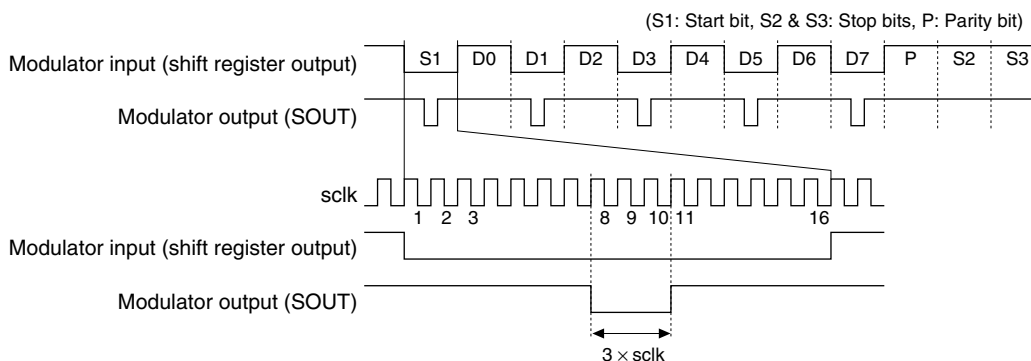 (S1: Start bit, S2 & S3: Stop bits, P: Parity bit)
Modulator input (shift register output)
S1 D0 D1 D2 D3 D4 D5 D6 D7 P S2 S3
Modulator output (SOUT)
sclk
1 2 3 8 9 10 11 16
Modulator input (shift register output)
Modulator output (SOUT)
3 × sclk